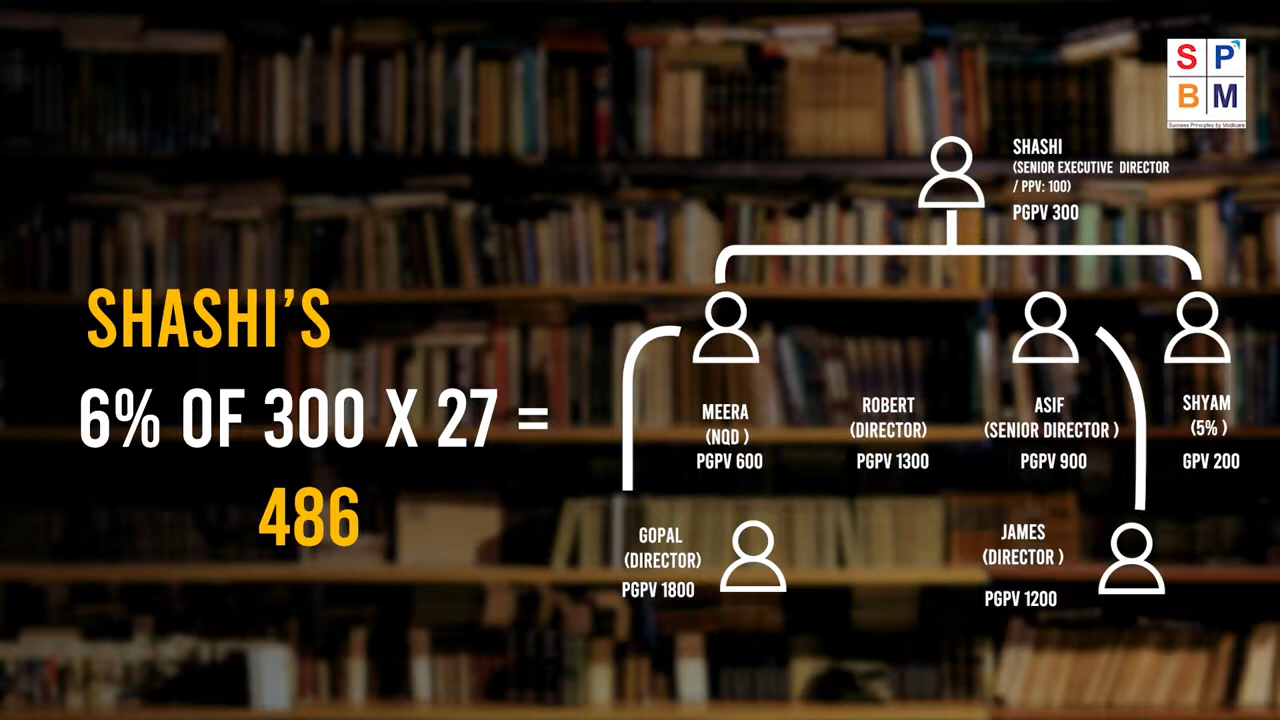 S P
B M
Success Principles by Modicare
SHASHI
(SENIOR EXECUTIVE DIRECTOR
/ PPV: 100)
PGPV 300
SHASHI'S
6% OF 300 X 27 =
486
MEERA
(NQD )
PGPV 600
ROBERT
(DIRECTOR)
PGPV 1300
ASIF
(SENIOR DIRECTOR )
PGPV 900
SHYAM
(5% )
GPV 200
GOPAL
(DIRECTOR)
PGPV 1800
JAMES
(DIRECTOR )
PGPV 1200